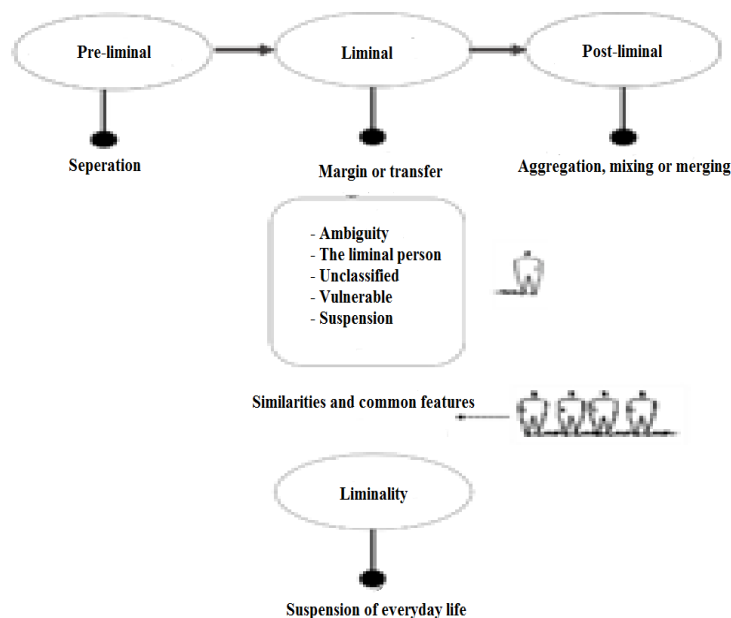 Pre-liminal
Liminal
Post-liminal
Seperation
Margin or transfer
Aggregation, mixing or merging
- Ambiguity
- The liminal person
- Unclassified
- Vulnerable
- Suspension
Similarities and common features
Liminality
Suspension of everyday life